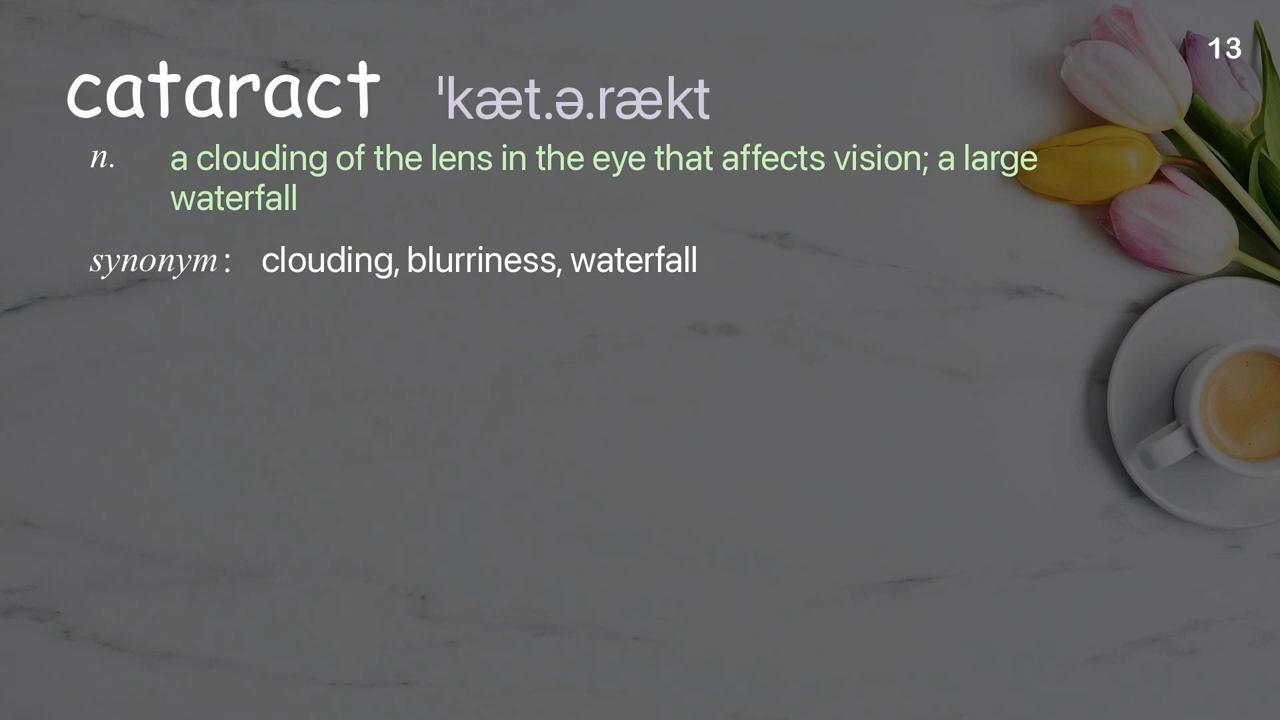 13
cataract ˈkæt.ə.rækt
n. a clouding of the lens in the eye that affects vision; a large
waterfall
synonym: clouding, blurriness, waterfall